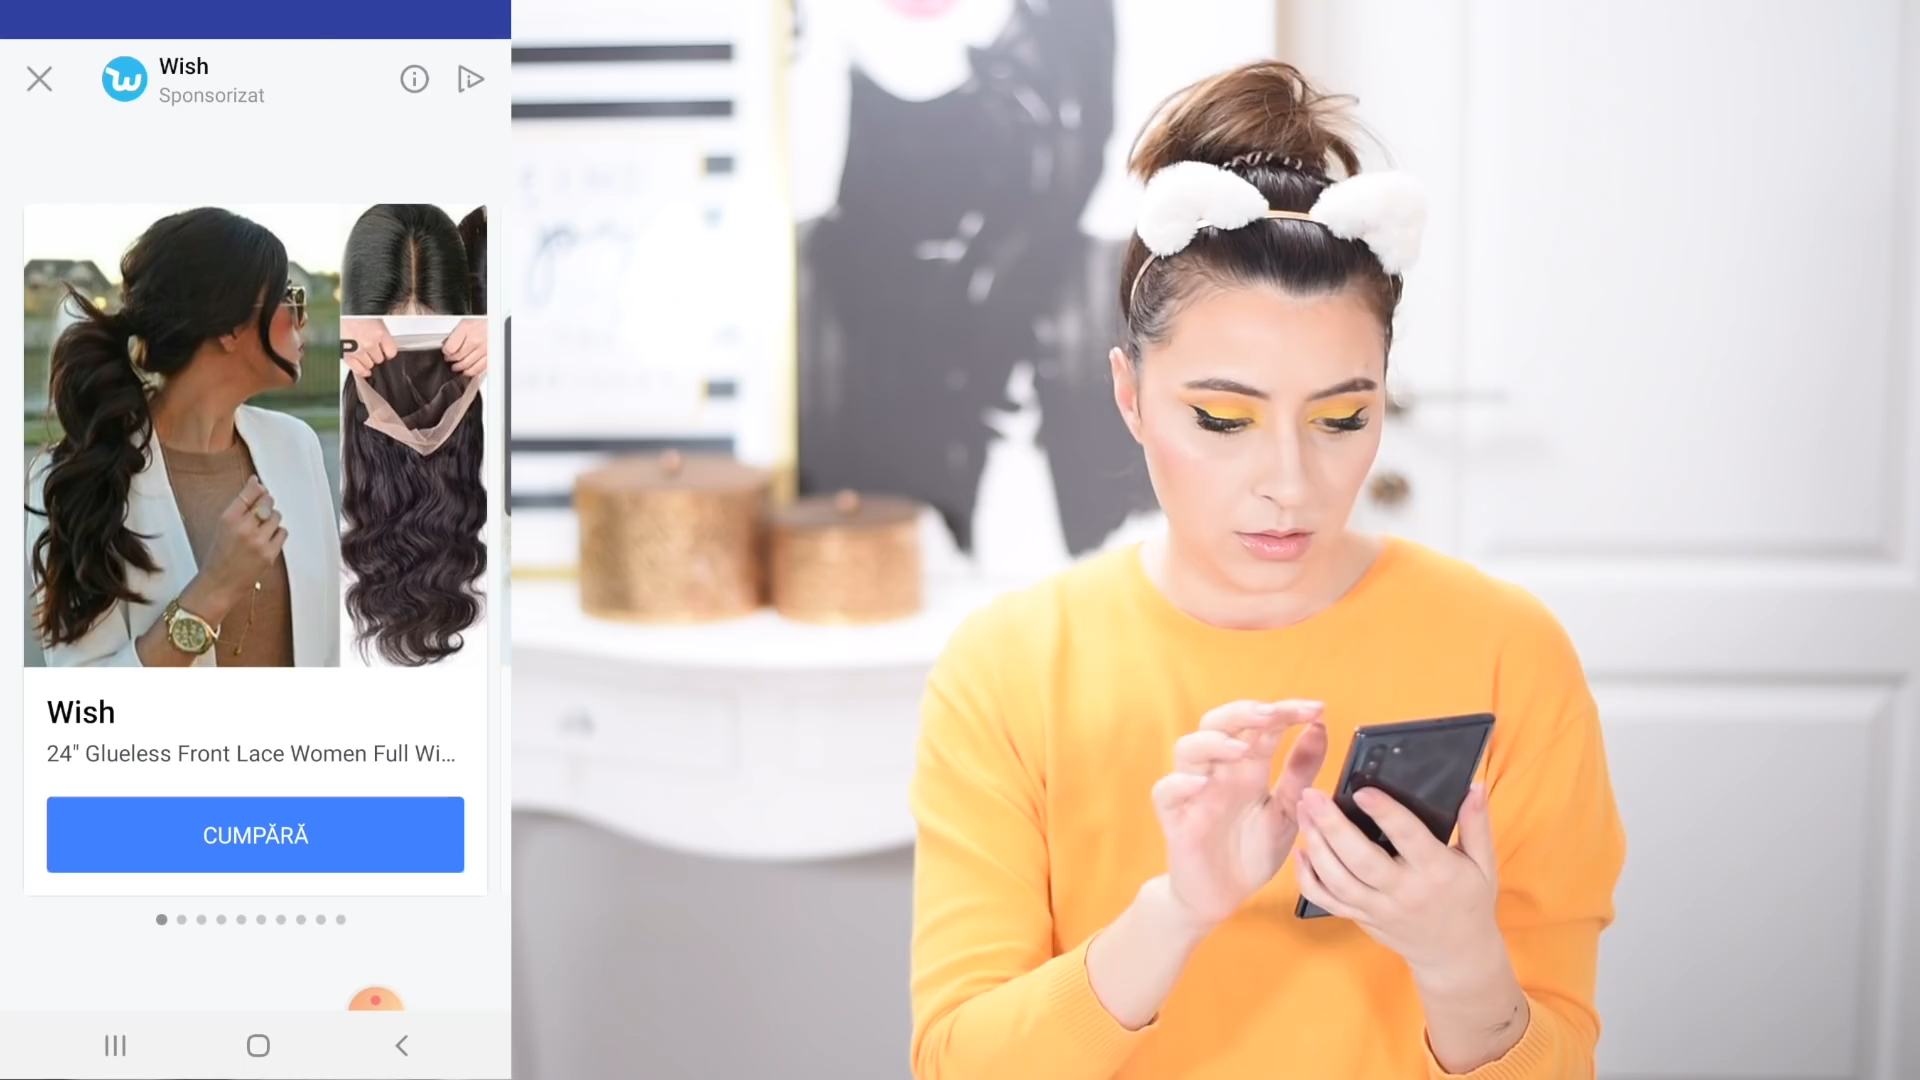 Wish
Sponsorizat
P
Wish
24" Glueless Front Lace Women Full Wi...
CUMPĂRĂ